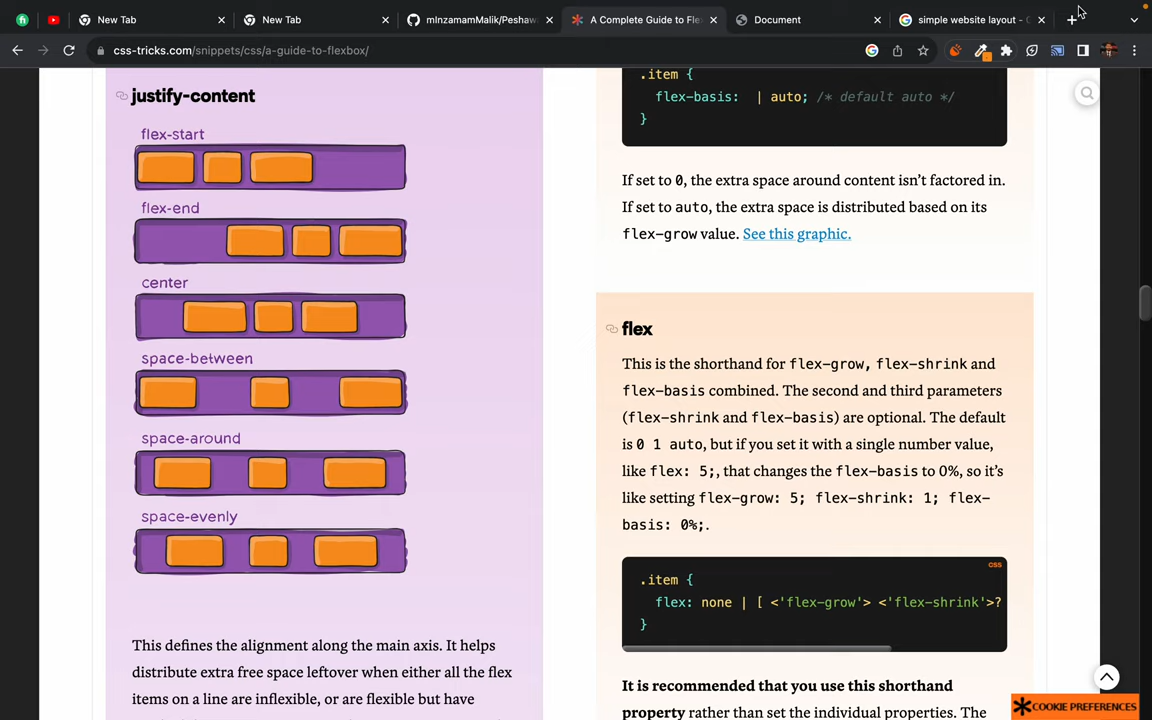 New Tab
New Tab
mInzamamMalik/Peshaw
A Complete Guide to Fle
Document
simple website layout - G
css-tricks.com/snippets/css/a-guide-to-flexbox/
justify-content
flex-start
flex-end
center
space-between
space-around
space-evenly
This defines the alignment along the main axis. It helps
distribute extra free space leftover when either all the flex
items on a line are inflexible, or are flexible but have
.item {
flex-basis:  | auto; /* default auto */
}
If set to 0, the extra space around content isn’t factored in.
If set to auto, the extra space is distributed based on its
flex-grow value. See this graphic.
flex
This is the shorthand for flex-grow, flex-shrink and
flex-basis combined. The second and third parameters
(flex-shrink and flex-basis) are optional. The default
is 0 1 auto, but if you set it with a single number value,
like flex: 5;, that changes the flex-basis to 0%, so it’s
like setting flex-grow: 5; flex-shrink: 1; flex-
basis: 0%;.
CSS
.item {
flex: none | [ <'flex-grow'> <'flex-shrink'>?
}
It is recommended that you use this shorthand
property rather than set the individual properties. The
COOKIE PREFERENCES